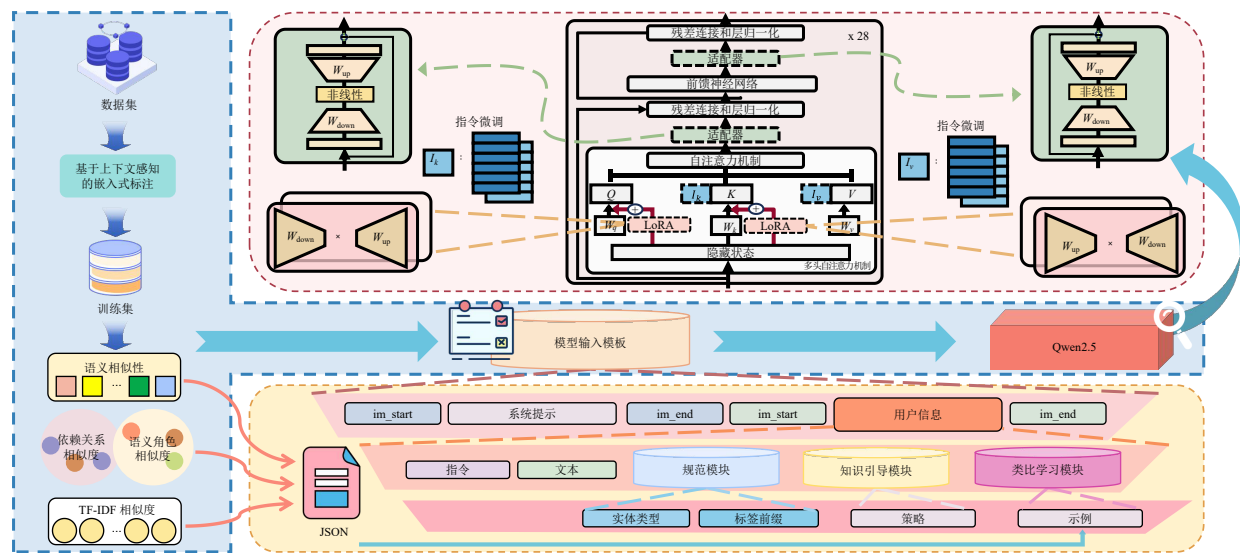 数据集
基于上下文感知
的嵌入式标注
训练集
语义相似性
...
依赖关系
相似度
语义角色
相似度
TF-IDF 相似度
...
W_up
非线性
W_down
指令微调
I_k :
W_down × W_up
残差连接和层归一化
x 28
适配器
前馈神经网络
残差连接和层归一化
适配器
自注意力机制
Q I_k K I_v V
+ +
W_q LoRA W_k LoRA W_v
隐藏状态
多头自注意力机制
W_up
非线性
W_down
指令微调
I_v :
W_up × W_down
模型输入模板
Qwen2.5
im_start 系统提示 im_end im_start 用户信息 im_end
指令 文本 规范模块 知识引导模块 类比学习模块
实体类型 标签前缀 策略 示例
JSON